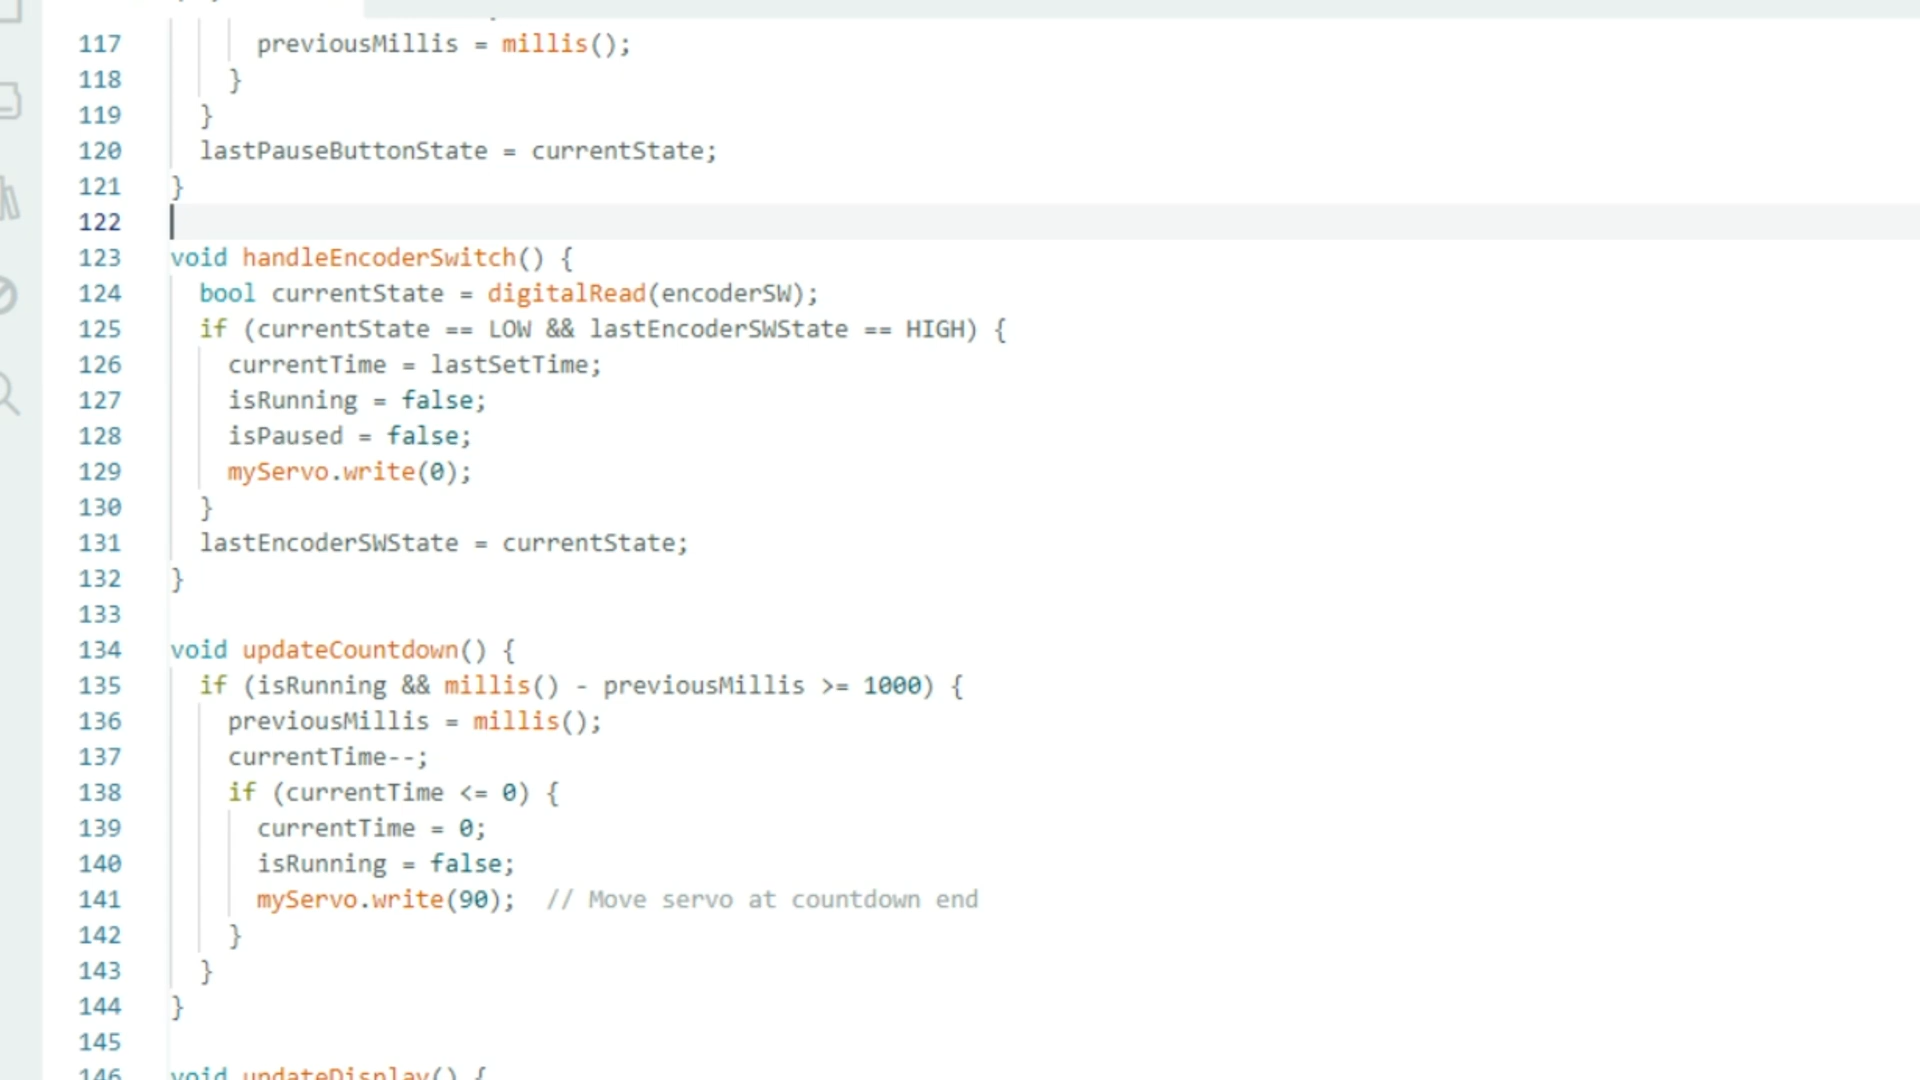 117 previousMillis = millis();
118 }
119 }
120 lastPauseButtonState = currentState;
121 }
122
123 void handleEncoderSwitch() {
124 bool currentState = digitalRead(encoderSW);
125 if (currentState == LOW && lastEncoderSWState == HIGH) {
126 currentTime = lastSetTime;
127 isRunning = false;
128 isPaused = false;
129 myServo.write(0);
130 }
131 lastEncoderSWState = currentState;
132 }
133
134 void updateCountdown() {
135 if (isRunning && millis() - previousMillis >= 1000) {
136 previousMillis = millis();
137 currentTime--;
138 if (currentTime <= 0) {
139 currentTime = 0;
140 isRunning = false;
141 myServo.write(90); // Move servo at countdown end
142 }
143 }
144 }
145
146 void updateDisplay() {